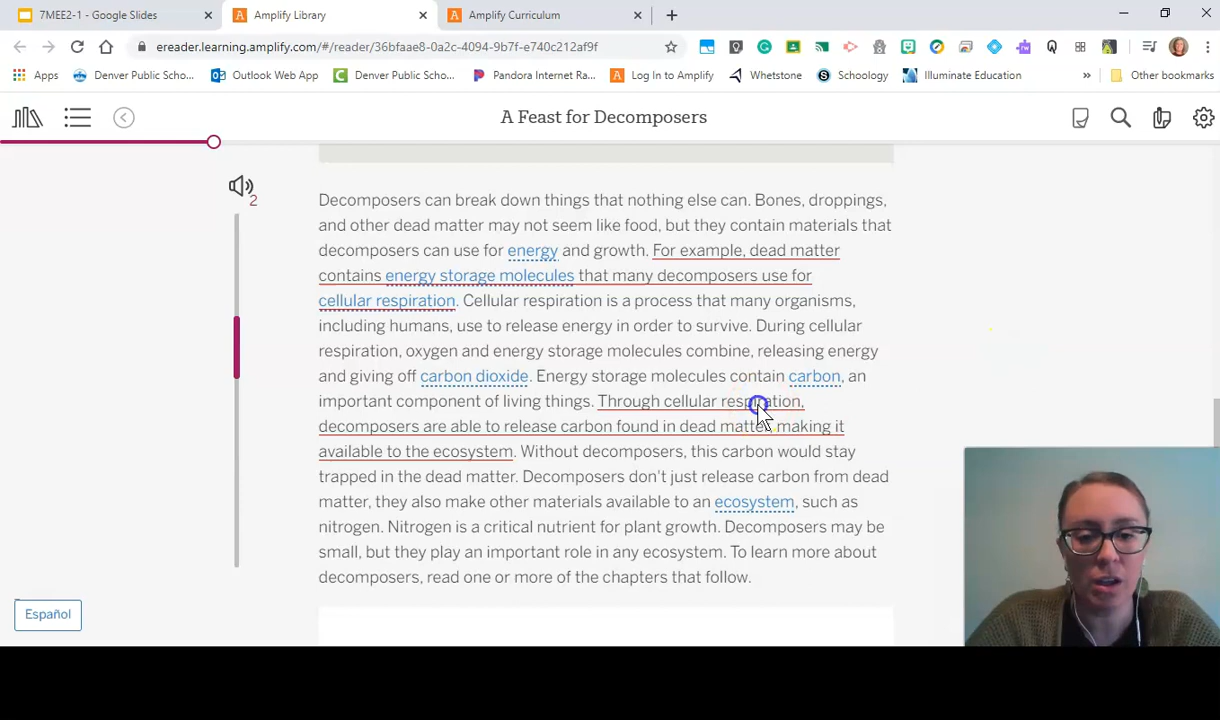 7MEE2-1 - Google Slides
Amplify Library
Amplify Curriculum
ereader.learning.amplify.com/#/reader/36bfaae8-0a2c-4094-9b7f-e740c212af9f
Apps
Denver Public Scho...
Outlook Web App
Denver Public Scho...
Pandora Internet Ra...
Log In to Amplify
Whetstone
Schoology
Illuminate Education
»
Other bookmarks
A Feast for Decomposers
2
Decomposers can break down things that nothing else can. Bones, droppings,
and other dead matter may not seem like food, but they contain materials that
decomposers can use for energy and growth. For example, dead matter
contains energy storage molecules that many decomposers use for
cellular respiration. Cellular respiration is a process that many organisms,
including humans, use to release energy in order to survive. During cellular
respiration, oxygen and energy storage molecules combine, releasing energy
and giving off carbon dioxide. Energy storage molecules contain carbon, an
important component of living things. Through cellular respiration,
decomposers are able to release carbon found in dead matter, making it
available to the ecosystem. Without decomposers, this carbon would stay
trapped in the dead matter. Decomposers don't just release carbon from dead
matter, they also make other materials available to an ecosystem, such as
nitrogen. Nitrogen is a critical nutrient for plant growth. Decomposers may be
small, but they play an important role in any ecosystem. To learn more about
decomposers, read one or more of the chapters that follow.
Español